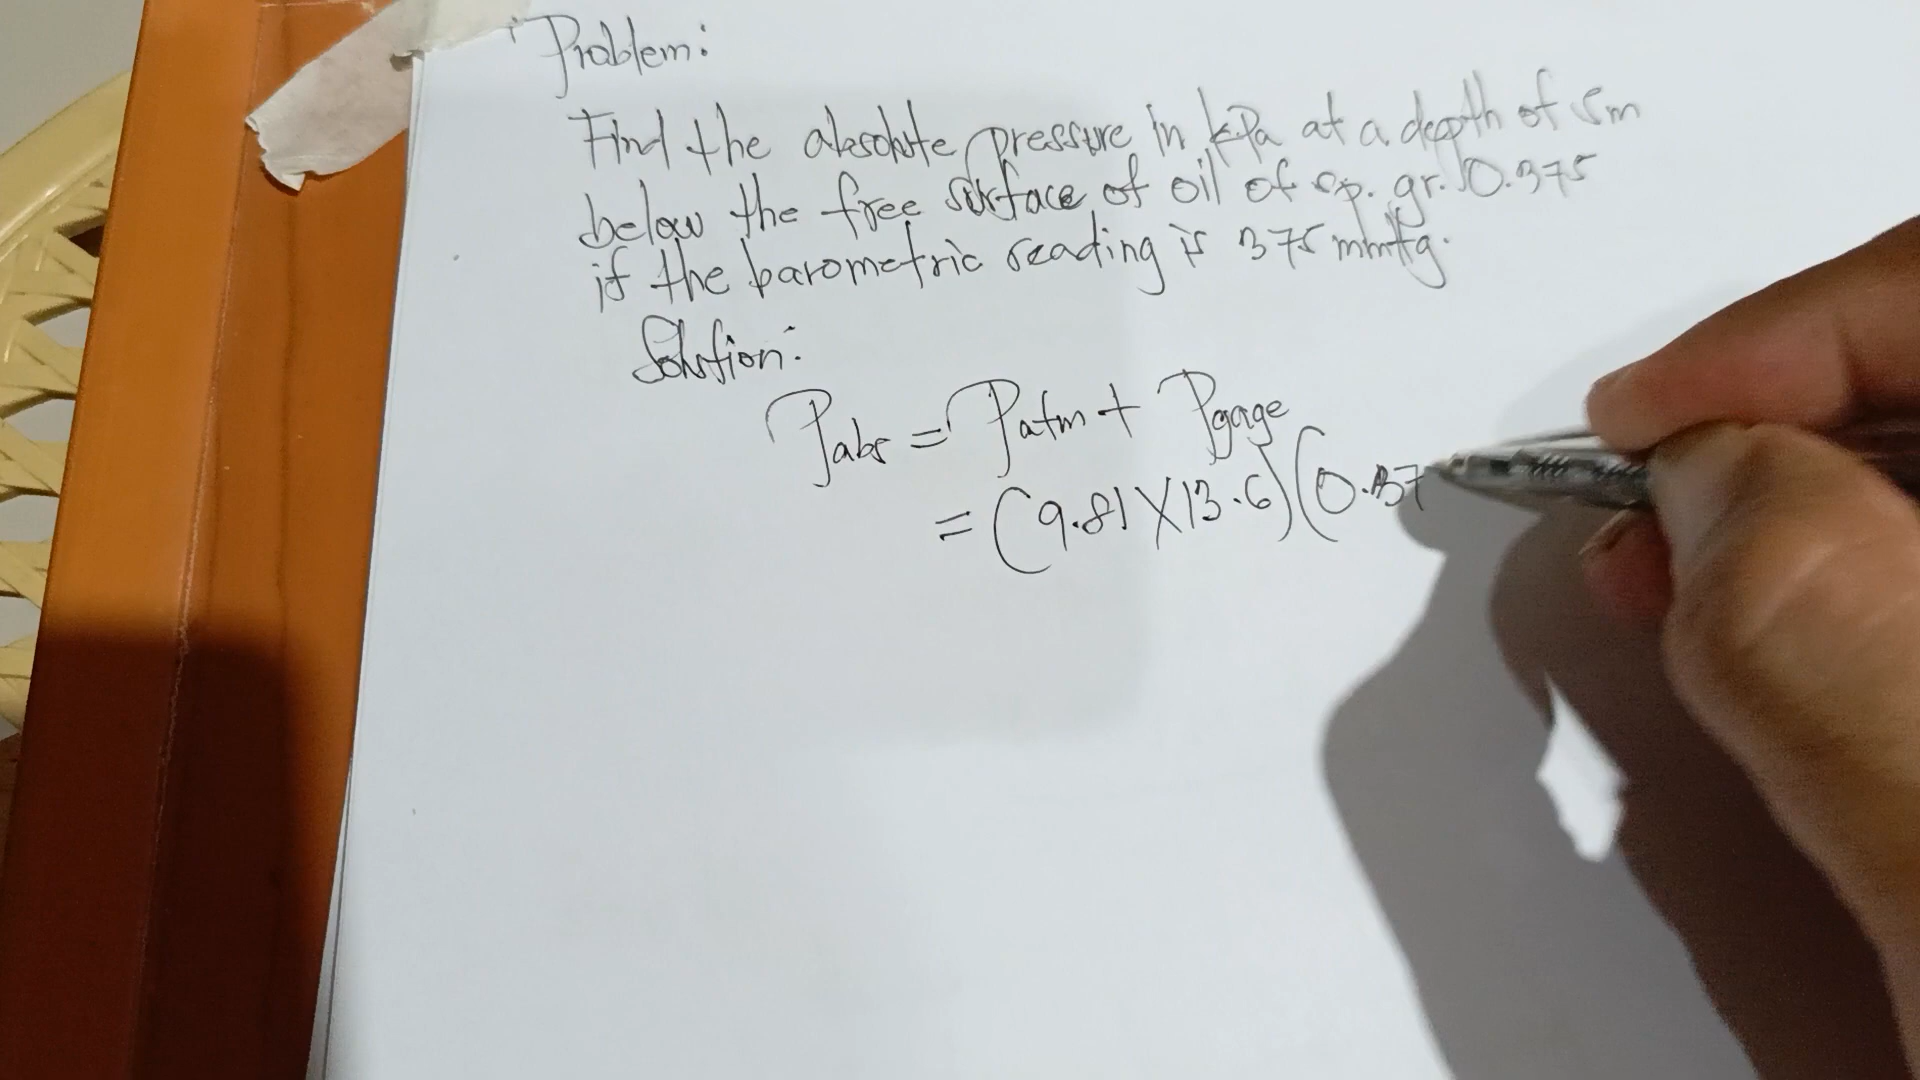 Problem:
Find the absolute pressure in kPa at a depth of 5m
below the free surface of oil of sp. gr. 0.375
if the barometric reading is 375 mmHg.
Solution:
Pabs = Patm + Pgage
= (9.81 X 13.6)(0.37